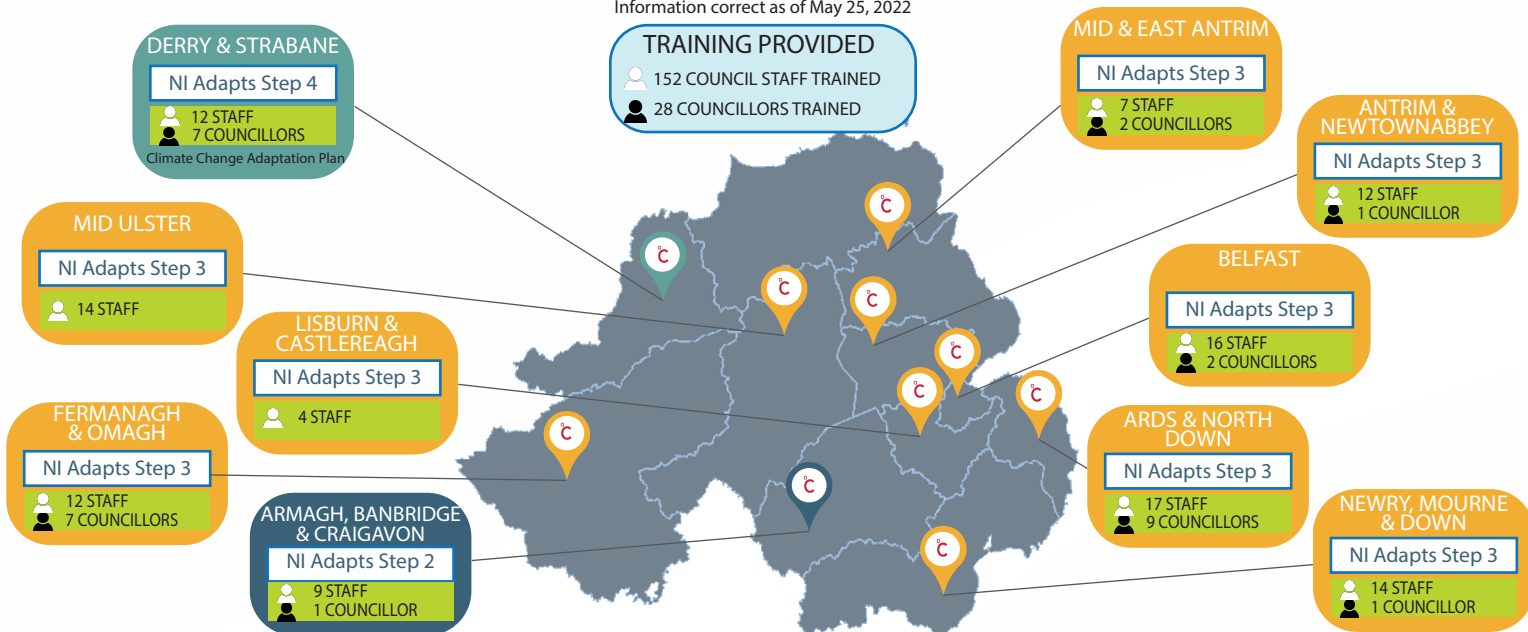 Information correct as of May 25, 2022
TRAINING PROVIDED
152 COUNCIL STAFF TRAINED
28 COUNCILLORS TRAINED
DERRY & STRABANE
NI Adapts Step 4
12 STAFF
7 COUNCILLORS
Climate Change Adaptation Plan
MID & EAST ANTRIM
NI Adapts Step 3
7 STAFF
2 COUNCILLORS
ANTRIM &
NEWTOWNABBEY
NI Adapts Step 3
12 STAFF
1 COUNCILLOR
MID ULSTER
NI Adapts Step 3
14 STAFF
BELFAST
NI Adapts Step 3
16 STAFF
2 COUNCILLORS
LISBURN &
CASTLEREAGH
NI Adapts Step 3
4 STAFF
FERMANAGH
& OMAGH
NI Adapts Step 3
12 STAFF
7 COUNCILLORS
ARDS & NORTH
DOWN
NI Adapts Step 3
17 STAFF
9 COUNCILLORS
ARMAGH, BANBRIDGE
& CRAIGAVON
NI Adapts Step 2
9 STAFF
1 COUNCILLOR
NEWRY, MOURNE
& DOWN
NI Adapts Step 3
14 STAFF
1 COUNCILLOR
°C
°C
°C
°C
°C
°C
°C
°C
°C
°C